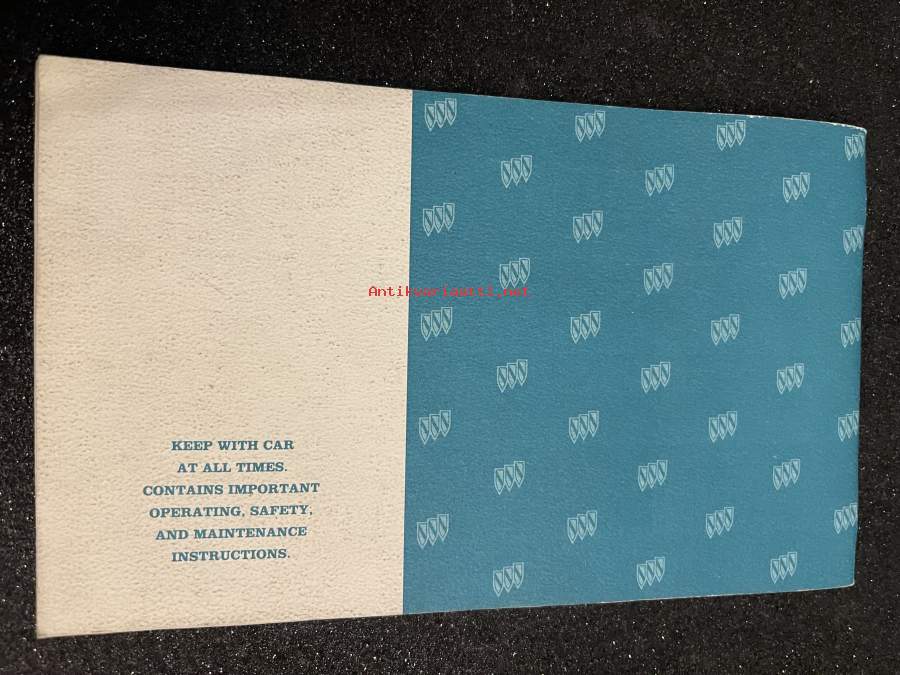 Antikvariaatti.net
KEEP WITH CAR
AT ALL TIMES.
CONTAINS IMPORTANT
OPERATING, SAFETY,
AND MAINTENANCE
INSTRUCTIONS.